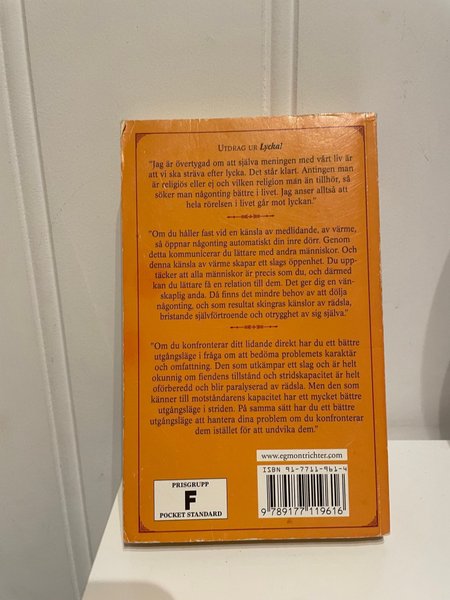 UTDRAG UR Lycka!
"Jag är övertygad om att själva meningen med vårt liv är
att vi ska sträva efter lycka. Det står klart. Antingen man
är religiös eller ej och vilken religion man än tillhör, så
söker man någonting bättre i livet. Jag anser alltså att
hela rörelsen i livet går mot lyckan."
"Om du håller fast vid en känsla av medlidande, av värme,
så öppnar någonting automatiskt din inre dörr. Genom
detta kommunicerar du lättare med andra människor. Och
denna känsla av värme skapar ett slags öppenhet. Du upp-
täcker att alla människor är precis som du, och därmed
kan du lättare få en relation till dem. Det ger dig en vän-
skaplig anda. Då finns det mindre behov av att dölja
någonting, och som resultat skingras känslor av rädsla,
bristande självförtroende och otrygghet av sig själva."
"Om du konfronterar ditt lidande direkt har du ett bättre
utgångsläge i fråga om att bedöma problemets karaktär
och omfattning. Den som utkämpar ett slag och är helt
okunnig om fiendens tillstånd och stridskapacitet är helt
oförberedd och blir paralyserad av rädsla. Men den som
känner till motståndarens kapacitet har ett mycket bättre
utgångsläge i striden. På samma sätt har du ett bättre
utgångsläge att hantera dina problem om du konfronterar
dem istället för att undvika dem."
www.egmontrichter.com
ISBN 91-7711-961-4
PRISGRUPP
F
POCKET STANDARD
9 789177 119616